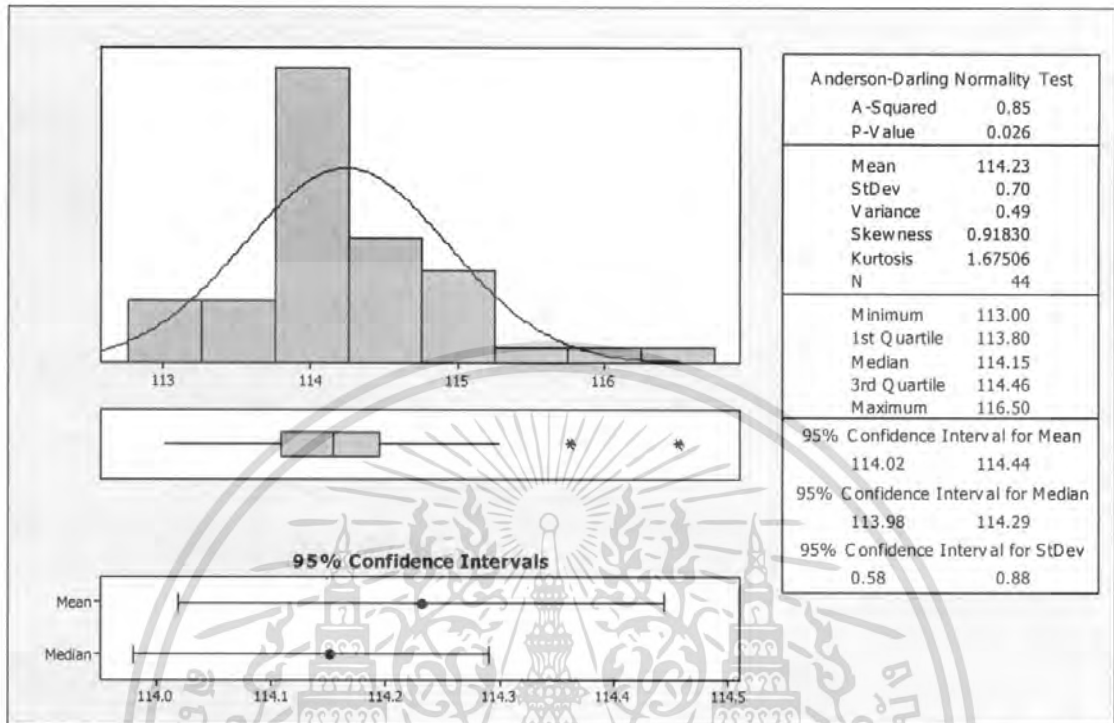 113 114 115 116
95% Confidence Intervals
Mean
Median
114.0 114.1 114.2 114.3 114.4 114.5
Anderson-Darling Normality Test
A-Squared 0.85
P-Value 0.026
Mean 114.23
StDev 0.70
Variance 0.49
Skewness 0.91830
Kurtosis 1.67506
N 44
Minimum 113.00
1st Quartile 113.80
Median 114.15
3rd Quartile 114.46
Maximum 116.50
95% Confidence Interval for Mean
114.02 114.44
95% Confidence Interval for Median
113.98 114.29
95% Confidence Interval for StDev
0.58 0.88